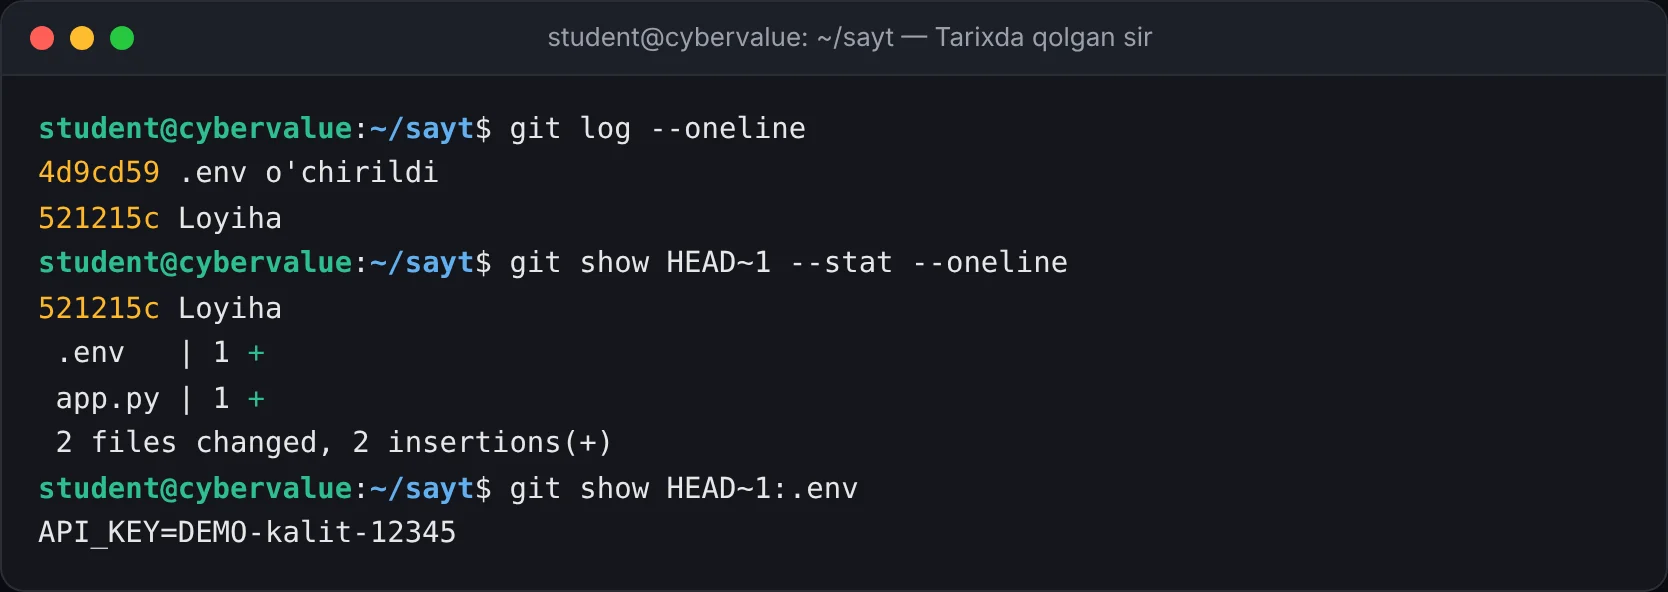 student@cybervalue: ~/sayt — Tarixda qolgan sir
student@cybervalue:~/sayt$ git log --oneline
4d9cd59 .env o'chirildi
521215c Loyiha
student@cybervalue:~/sayt$ git show HEAD~1 --stat --oneline
521215c Loyiha
 .env   | 1 +
 app.py | 1 +
 2 files changed, 2 insertions(+)
student@cybervalue:~/sayt$ git show HEAD~1:.env
API_KEY=DEMO-kalit-12345